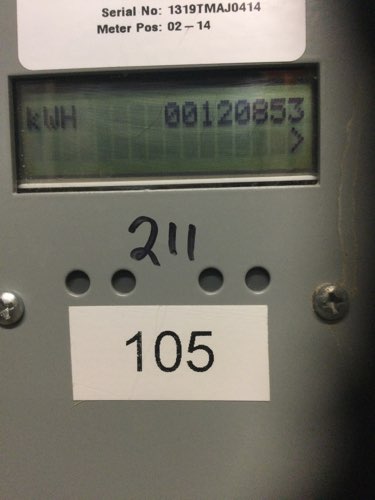 Serial No: 1319TMAJ0414
Meter Pos: 02-14
kWH 00120853
>
211
105